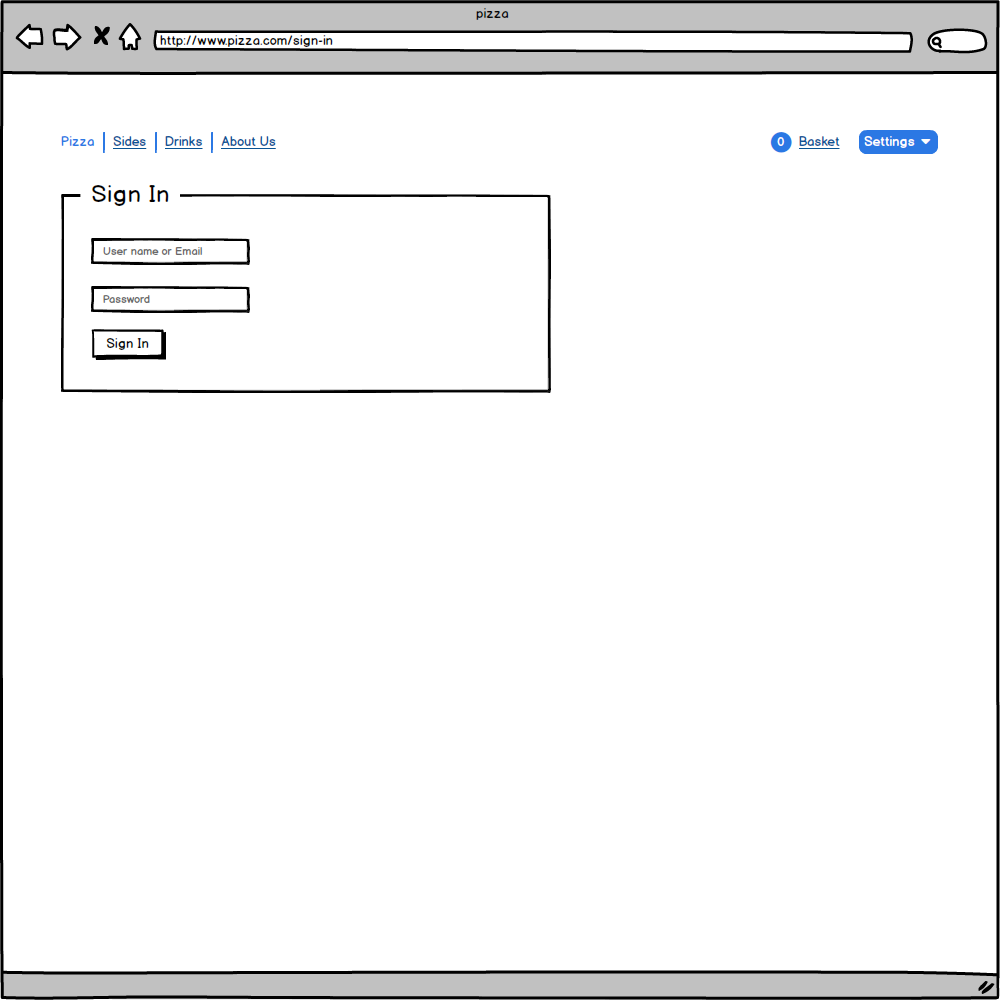 pizza
http://www.pizza.com/sign-in
Pizza Sides Drinks About Us 0 Basket Settings
Sign In
User name or Email
Password
Sign In